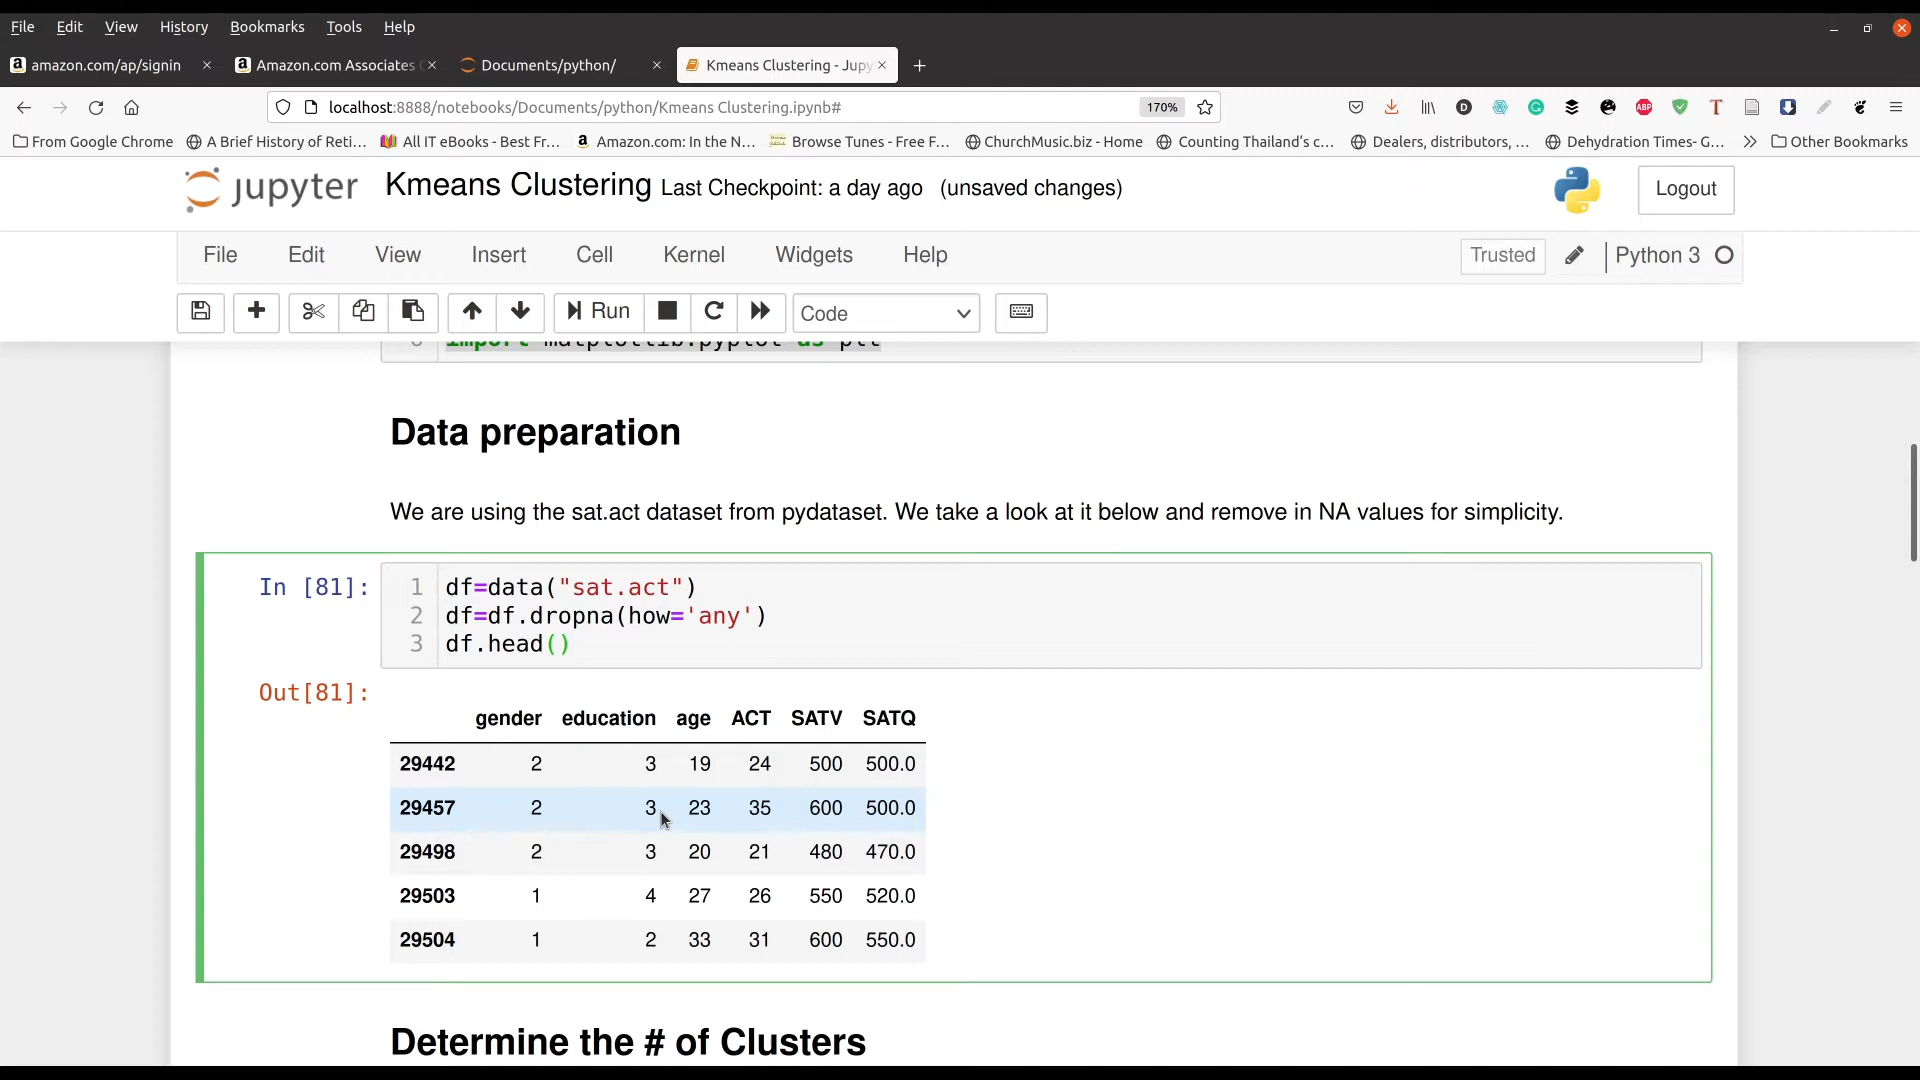 File Edit View History Bookmarks Tools Help
amazon.com/ap/signin Amazon.com Associates Documents/python/ Kmeans Clustering - Jupy
localhost:8888/notebooks/Documents/python/Kmeans Clustering.ipynb# 170%
From Google Chrome A Brief History of Reti... All IT eBooks - Best Fr... Amazon.com: In the N... Browse Tunes - Free F... ChurchMusic.biz - Home Counting Thailand's c... Dealers, distributors, ... Dehydration Times- G... Other Bookmarks
jupyter Kmeans Clustering Last Checkpoint: a day ago (unsaved changes) Logout
File Edit View Insert Cell Kernel Widgets Help Trusted Python 3
Run Code
import matplotlib.pyplot as plt
Data preparation
We are using the sat.act dataset from pydataset. We take a look at it below and remove in NA values for simplicity.
In [81]: 1 df=data("sat.act")
2 df=df.dropna(how='any')
3 df.head()
Out[81]:
gender education age ACT SATV SATQ
29442 2 3 19 24 500 500.0
29457 2 3 23 35 600 500.0
29498 2 3 20 21 480 470.0
29503 1 4 27 26 550 520.0
29504 1 2 33 31 600 550.0
Determine the # of Clusters